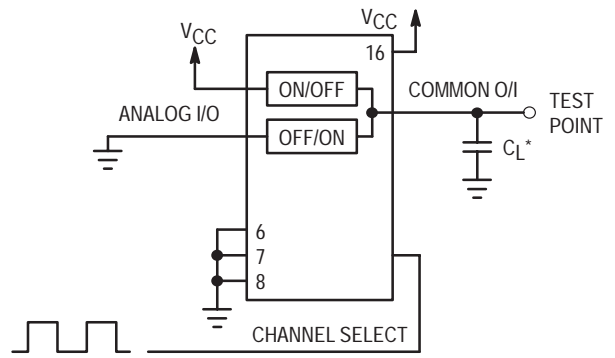 VCC
VCC
16
ON/OFF
COMMON O/I
TEST
POINT
ANALOG I/O
OFF/ON
CL*
6
7
8
CHANNEL SELECT